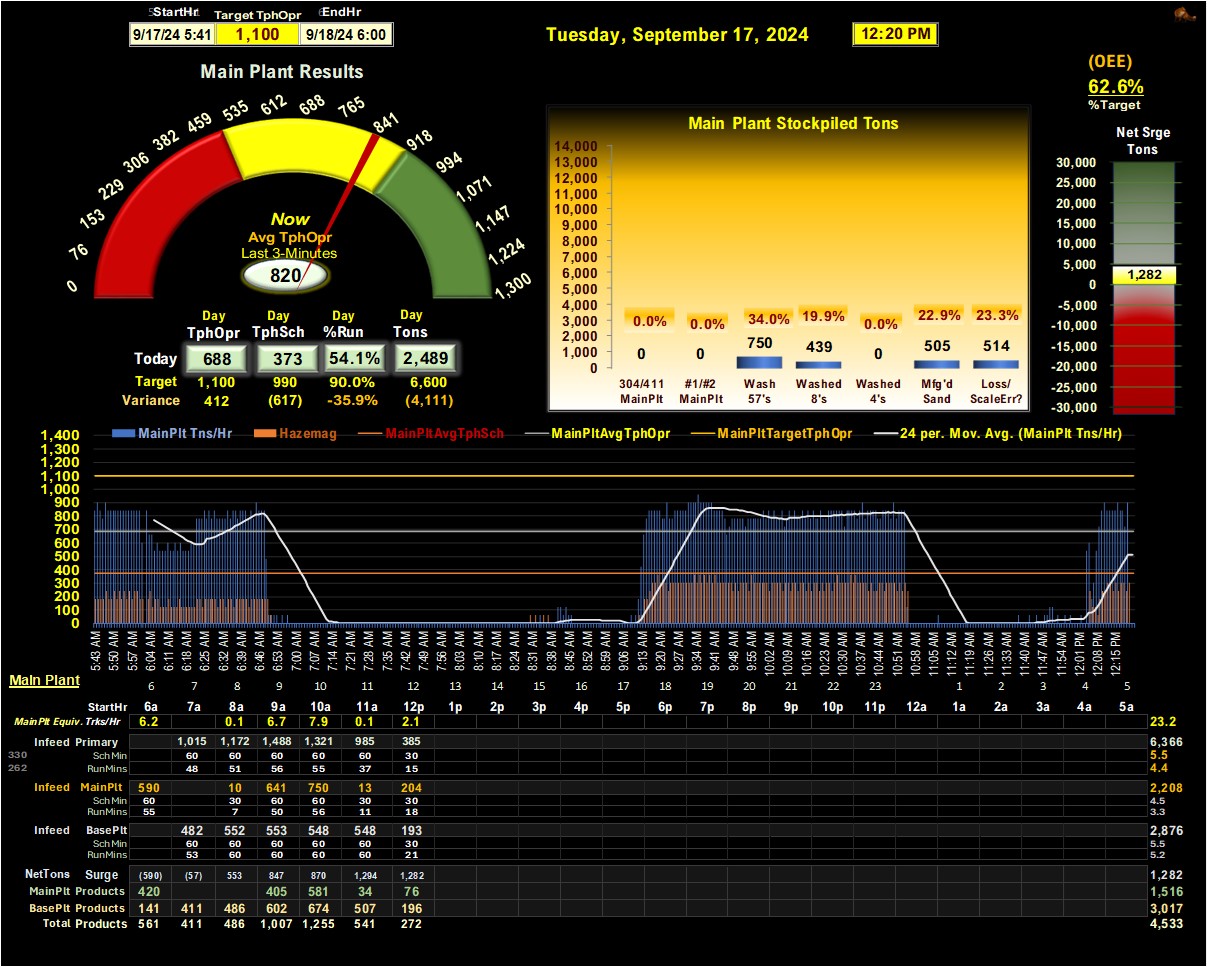 StartHr Target TphOpr EndHr
9/17/24 5:41 1,100 9/18/24 6:00
Tuesday, September 17, 2024 12:20 PM
Main Plant Results
0 76 153 229 306 382 459 535 612 688 765 841 918 994 1,071 1,147 1,224 1,300
Now
Avg TphOpr
Last 3-Minutes
820
Day Day Day Day
TphOpr TphSch %Run Tons
Today 688 373 54.1% 2,489
Target 1,100 990 90.0% 6,600
Variance 412 (617) -35.9% (4,111)
Main Plant Stockpiled Tons
14,000
13,000
12,000
11,000
10,000
9,000
8,000
7,000
6,000
5,000
4,000
3,000
2,000
1,000
0
0.0% 0.0% 34.0% 19.9% 0.0% 22.9% 23.3%
0 0 750 439 0 505 514
304/411 #1/#2 Wash Washed Washed Mfg'd Loss/
MainPlt MainPlt 57's 8's 4's Sand ScaleErr?
(OEE)
62.6%
%Target
Net Srge
Tons
30,000
25,000
20,000
15,000
10,000
5,000
1,282
0
-5,000
-10,000
-15,000
-20,000
-25,000
-30,000
MainPlt Tns/Hr Hazemag MainPltAvgTphSch MainPltAvgTphOpr MainPltTargetTphOpr 24 per. Mov. Avg. (MainPlt Tns/Hr)
1,400
1,300
1,200
1,100
1,000
900
800
700
600
500
400
300
200
100
0
5:43 AM 5:50 AM 5:57 AM 6:04 AM 6:11 AM 6:18 AM 6:25 AM 6:32 AM 6:39 AM 6:46 AM 6:53 AM 7:00 AM 7:07 AM 7:14 AM 7:21 AM 7:28 AM 7:35 AM 7:42 AM 7:49 AM 7:56 AM 8:03 AM 8:10 AM 8:17 AM 8:24 AM 8:31 AM 8:38 AM 8:45 AM 8:52 AM 8:59 AM 9:06 AM 9:13 AM 9:20 AM 9:27 AM 9:34 AM 9:41 AM 9:48 AM 9:55 AM 10:02 AM 10:09 AM 10:16 AM 10:23 AM 10:30 AM 10:37 AM 10:44 AM 10:51 AM 10:58 AM 11:05 AM 11:12 AM 11:19 AM 11:26 AM 11:33 AM 11:40 AM 11:47 AM 11:54 AM 12:01 PM 12:08 PM 12:15 PM
Main Plant 6 7 8 9 10 11 12 13 14 15 16 17 18 19 20 21 22 23 1 2 3 4 5
StartHr 6a 7a 8a 9a 10a 11a 12p 1p 2p 3p 4p 5p 6p 7p 8p 9p 10p 11p 12a 1a 2a 3a 4a 5a
MainPlt Equiv. Trks/Hr 6.2 0.1 6.7 7.9 0.1 2.1 23.2
Infeed Primary 1,015 1,172 1,488 1,321 985 385 6,366
330 Sch Min 60 60 60 60 60 30 5.5
262 RunMins 48 51 56 55 37 15 4.4
Infeed MainPlt 590 10 641 750 13 204 2,208
Sch Min 60 30 60 60 30 30 4.5
RunMins 55 7 50 56 11 18 3.3
Infeed BasePlt 482 552 553 548 548 193 2,876
Sch Min 60 60 60 60 60 30 5.5
RunMins 53 60 60 60 60 21 5.2
NetTons Surge (590) (57) 553 847 870 1,294 1,282 1,282
MainPlt Products 420 405 581 34 76 1,516
BasePlt Products 141 411 486 602 674 507 196 3,017
Total Products 561 411 486 1,007 1,255 541 272 4,533